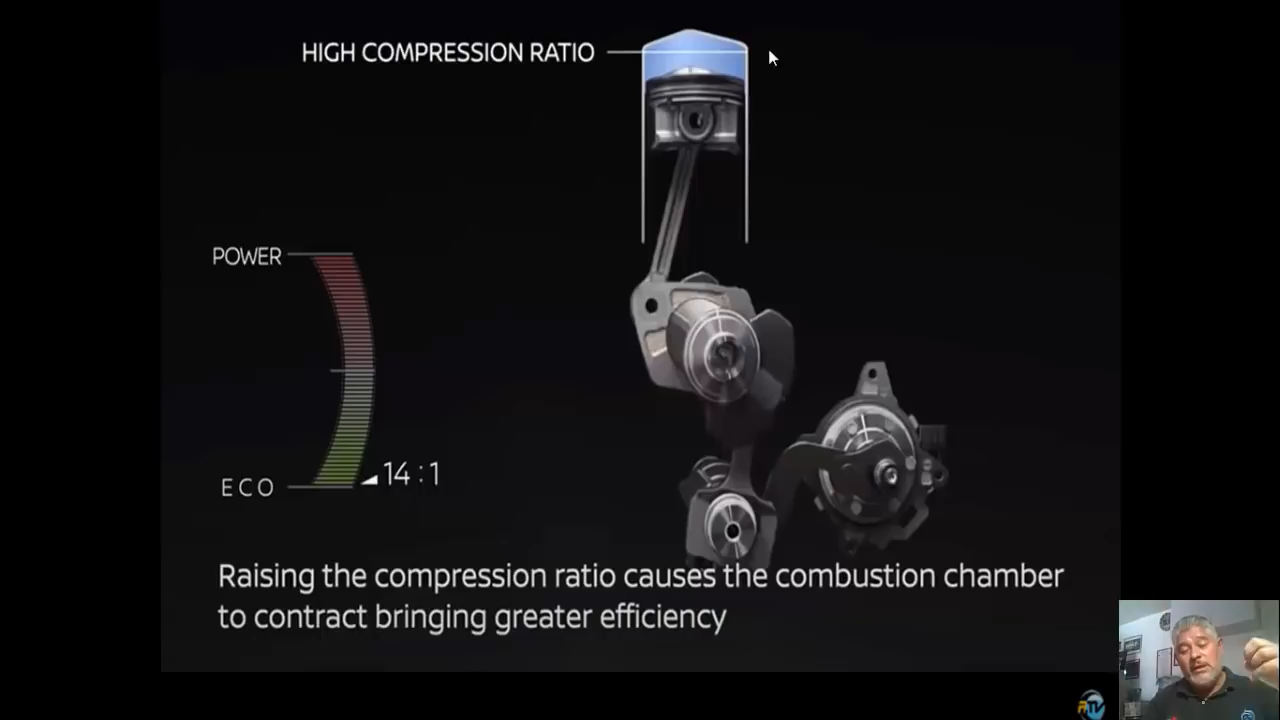 HIGH COMPRESSION RATIO
POWER
ECO
14 : 1
Raising the compression ratio causes the combustion chamber
to contract bringing greater efficiency
RTV